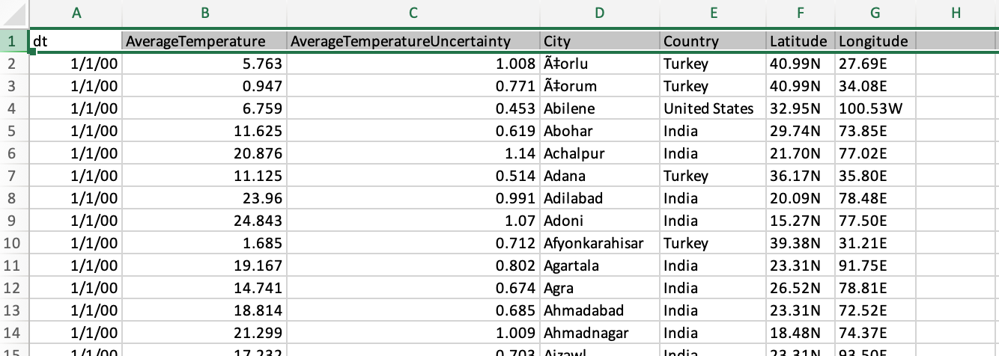 A B C D E F G H
1 dt AverageTemperature AverageTemperatureUncertainty City Country Latitude Longitude
2 1/1/00 5.763 1.008 Ã‡orlu Turkey 40.99N 27.69E
3 1/1/00 0.947 0.771 Ã‡orum Turkey 40.99N 34.08E
4 1/1/00 6.759 0.453 Abilene United States 32.95N 100.53W
5 1/1/00 11.625 0.619 Abohar India 29.74N 73.85E
6 1/1/00 20.876 1.14 Achalpur India 21.70N 77.02E
7 1/1/00 11.125 0.514 Adana Turkey 36.17N 35.80E
8 1/1/00 23.96 0.991 Adilabad India 20.09N 78.48E
9 1/1/00 24.843 1.07 Adoni India 15.27N 77.50E
10 1/1/00 1.685 0.712 Afyonkarahisar Turkey 39.38N 31.21E
11 1/1/00 19.167 0.802 Agartala India 23.31N 91.75E
12 1/1/00 14.741 0.674 Agra India 26.52N 78.81E
13 1/1/00 18.814 0.685 Ahmadabad India 23.31N 72.52E
14 1/1/00 21.299 1.009 Ahmadnagar India 18.48N 74.37E
15 1/1/00 17.232 0.703 Aizawl India 23.31N 93.50E